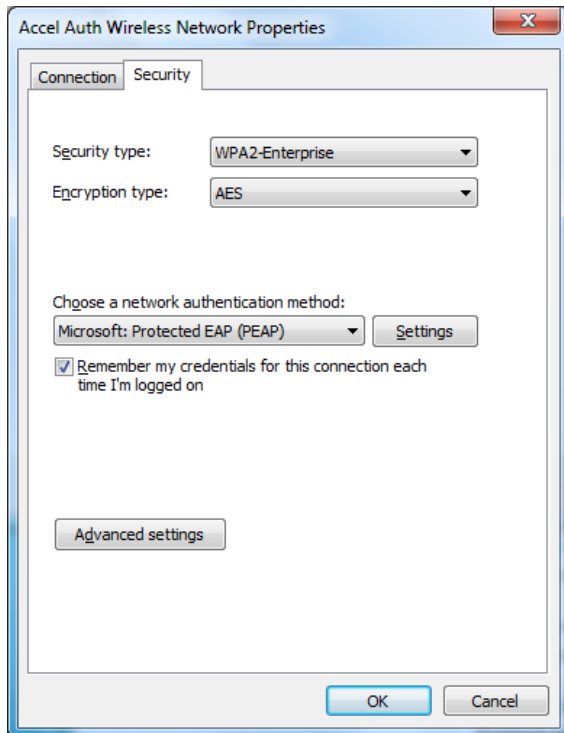 Accel Auth Wireless Network Properties
Connection Security
Security type: WPA2-Enterprise
Encryption type: AES
Choose a network authentication method:
Microsoft: Protected EAP (PEAP) Settings
Remember my credentials for this connection each
time I'm logged on
Advanced settings
OK Cancel